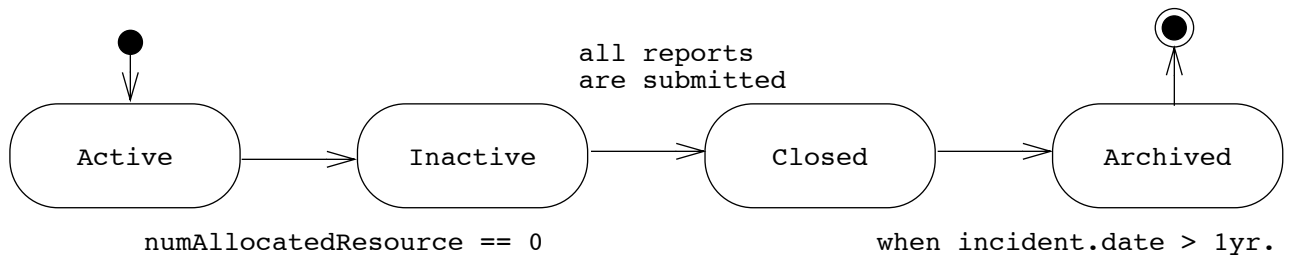 all reports
are submitted
Active
Inactive
Closed
Archived
numAllocatedResource == 0
when incident.date > 1yr.